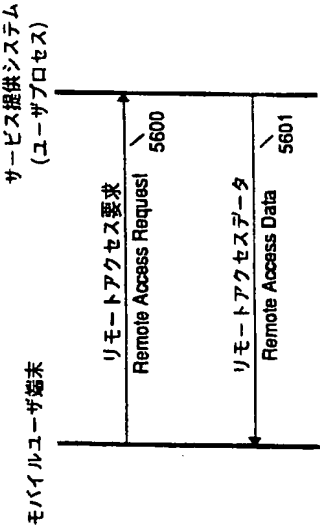 モバイルユーザ端末
サービス提供システム
(ユーザプロセス)
リモートアクセス要求
Remote Access Request
5600
リモートアクセスデータ
Remote Access Data
5601